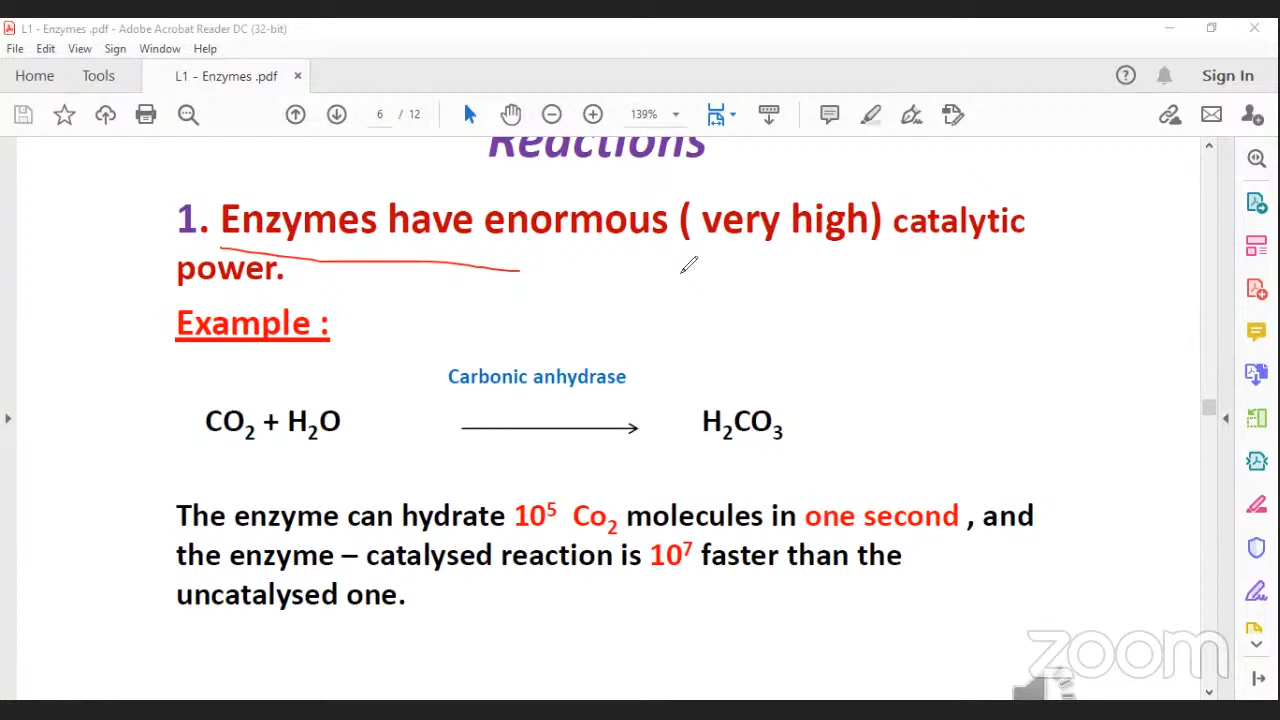 L1 - Enzymes .pdf - Adobe Acrobat Reader DC (32-bit)
File Edit View Sign Window Help
Home Tools L1 - Enzymes .pdf × Sign In
6 / 12 139%
Reactions
1. Enzymes have enormous ( very high) catalytic
power.
Example :
Carbonic anhydrase
CO₂ + H₂O H₂CO₃
The enzyme can hydrate 10⁵ Co₂ molecules in one second , and
the enzyme – catalysed reaction is 10⁷ faster than the
uncatalysed one.
zoom